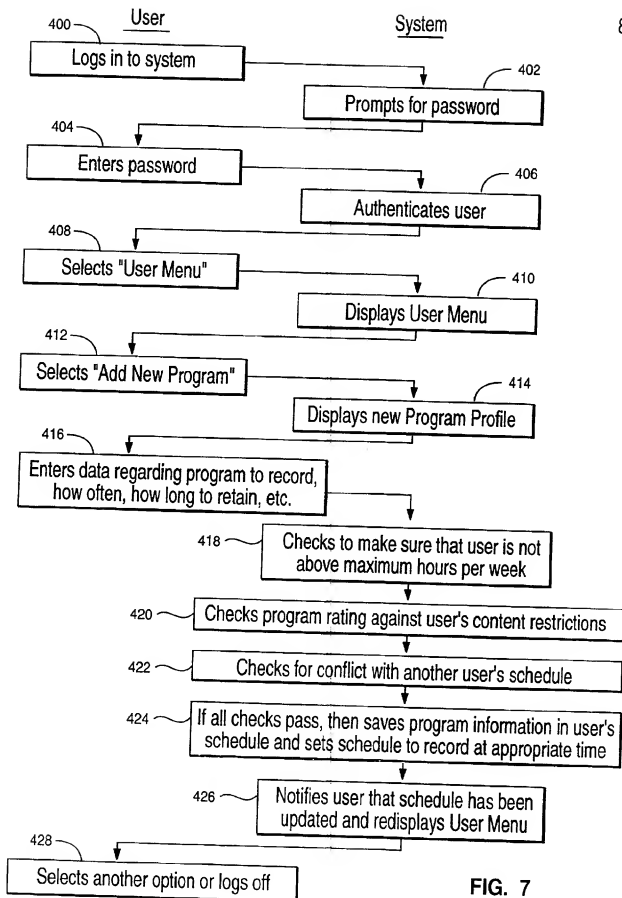 User
System
8
400
Logs in to system
402
Prompts for password
404
Enters password
406
Authenticates user
408
Selects "User Menu"
410
Displays User Menu
412
Selects "Add New Program"
414
Displays new Program Profile
416
Enters data regarding program to record,
how often, how long to retain, etc.
418
Checks to make sure that user is not
above maximum hours per week
420
Checks program rating against user's content restrictions
422
Checks for conflict with another user's schedule
424
If all checks pass, then saves program information in user's
schedule and sets schedule to record at appropriate time
426
Notifies user that schedule has been
updated and redisplays User Menu
428
Selects another option or logs off
FIG. 7